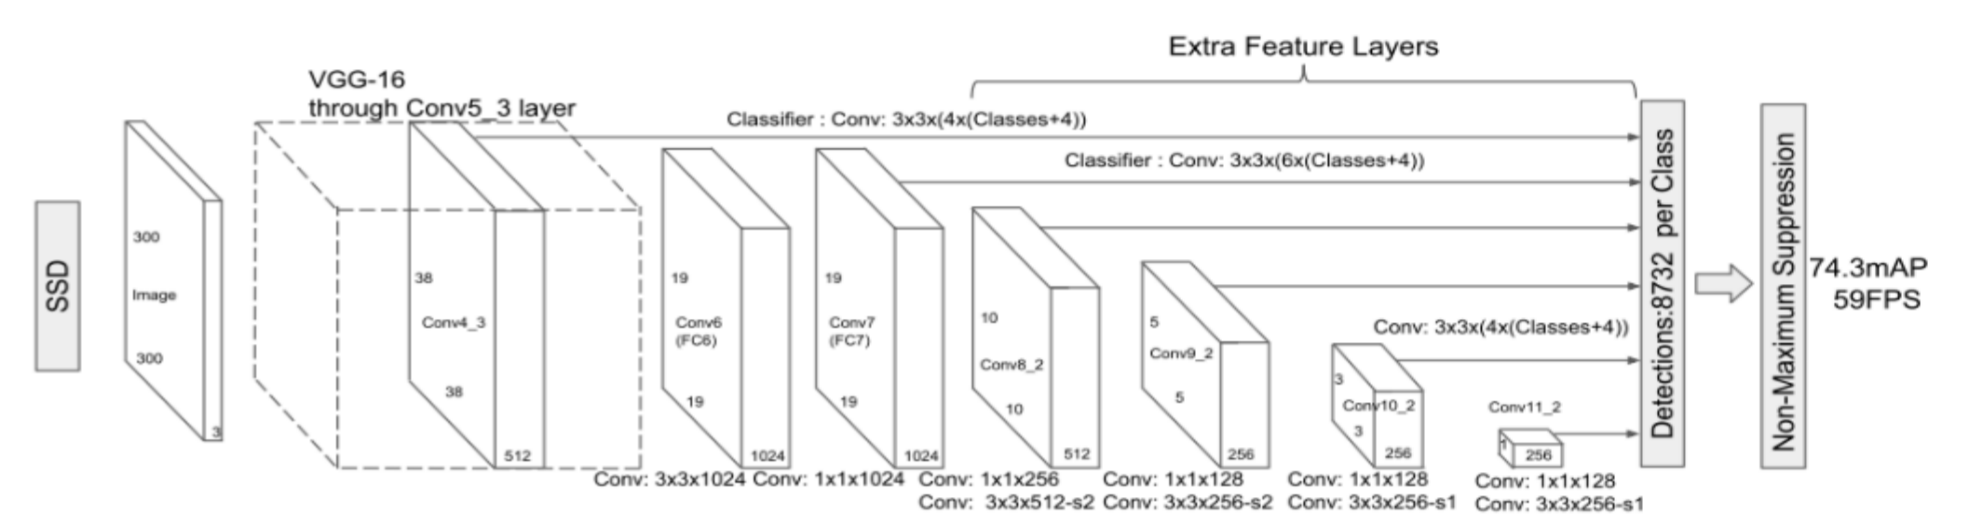 Extra Feature Layers
VGG-16
through Conv5_3 layer
Classifier : Conv: 3x3x(4x(Classes+4))
Classifier : Conv: 3x3x(6x(Classes+4))
SSD
300
Image
300
3
38
Conv4_3
38
512
19
Conv6
(FC6)
19
1024
19
Conv7
(FC7)
19
1024
10
Conv8_2
10
512
5
Conv9_2
5
256
Conv: 3x3x(4x(Classes+4))
3
Conv10_2
3
256
Conv11_2
1
256
Detections:8732 per Class
Non-Maximum Suppression
74.3mAP
59FPS
Conv: 3x3x1024
Conv: 1x1x1024
Conv: 1x1x256
Conv: 3x3x512-s2
Conv: 1x1x128
Conv: 3x3x256-s2
Conv: 1x1x128
Conv: 3x3x256-s1
Conv: 1x1x128
Conv: 3x3x256-s1